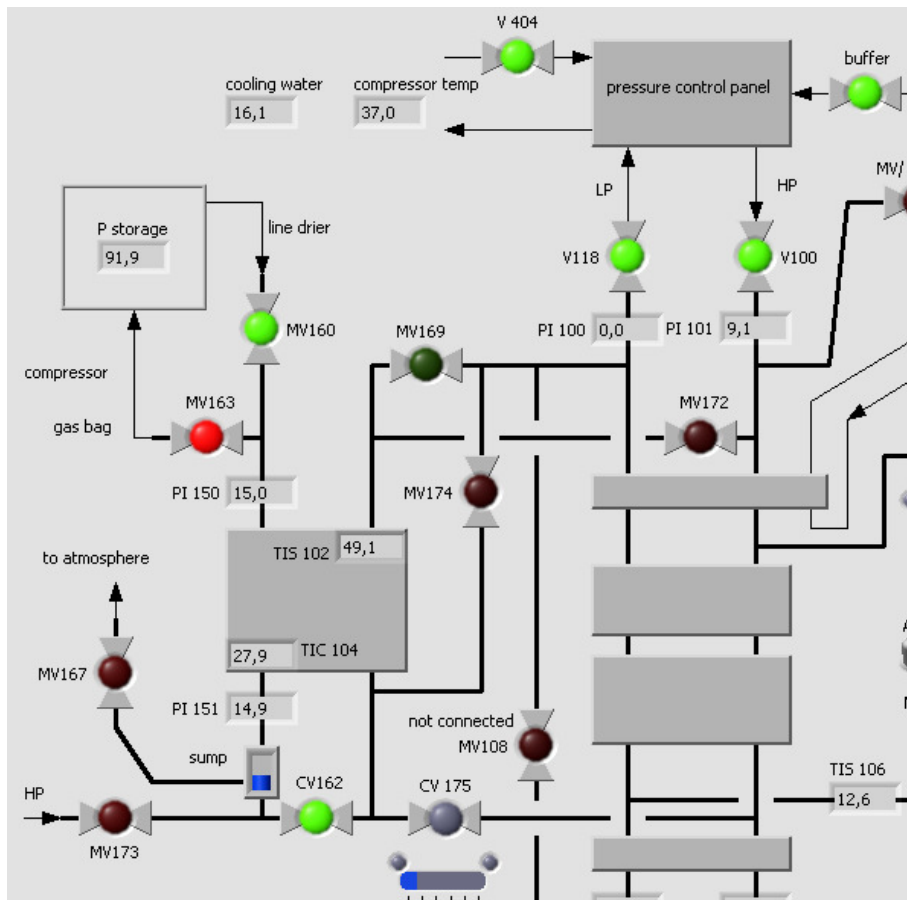 V 404
buffer
cooling water
compressor temp
pressure control panel
16,1
37,0
MV/
LP
HP
P storage
line drier
91,9
V118
V100
MV160
MV169
PI 100
0,0
PI 101
9,1
compressor
MV163
MV172
gas bag
PI 150
15,0
MV174
TIS 102
49,1
to atmosphere
27,9
TIC 104
MV167
PI 151
14,9
not connected
MV108
sump
TIS 106
HP
CV162
CV 175
12,6
MV173